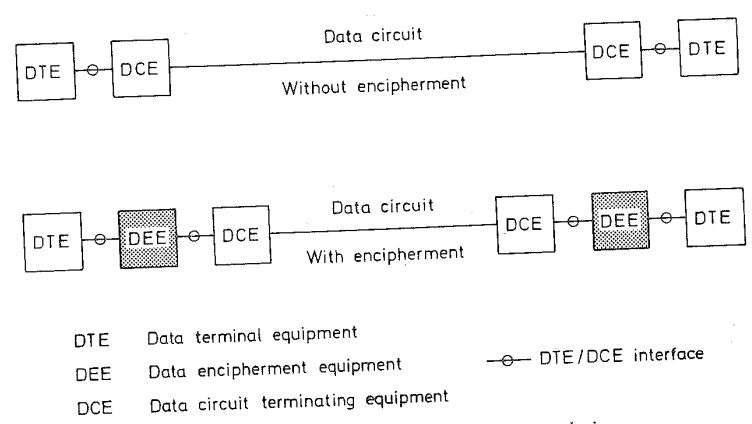 DTE DCE Data circuit DCE DTE
Without encipherment
DTE DEE DCE Data circuit DCE DEE DTE
With encipherment
DTE Data terminal equipment
DEE Data encipherment equipment
DCE Data circuit terminating equipment
DTE/DCE interface